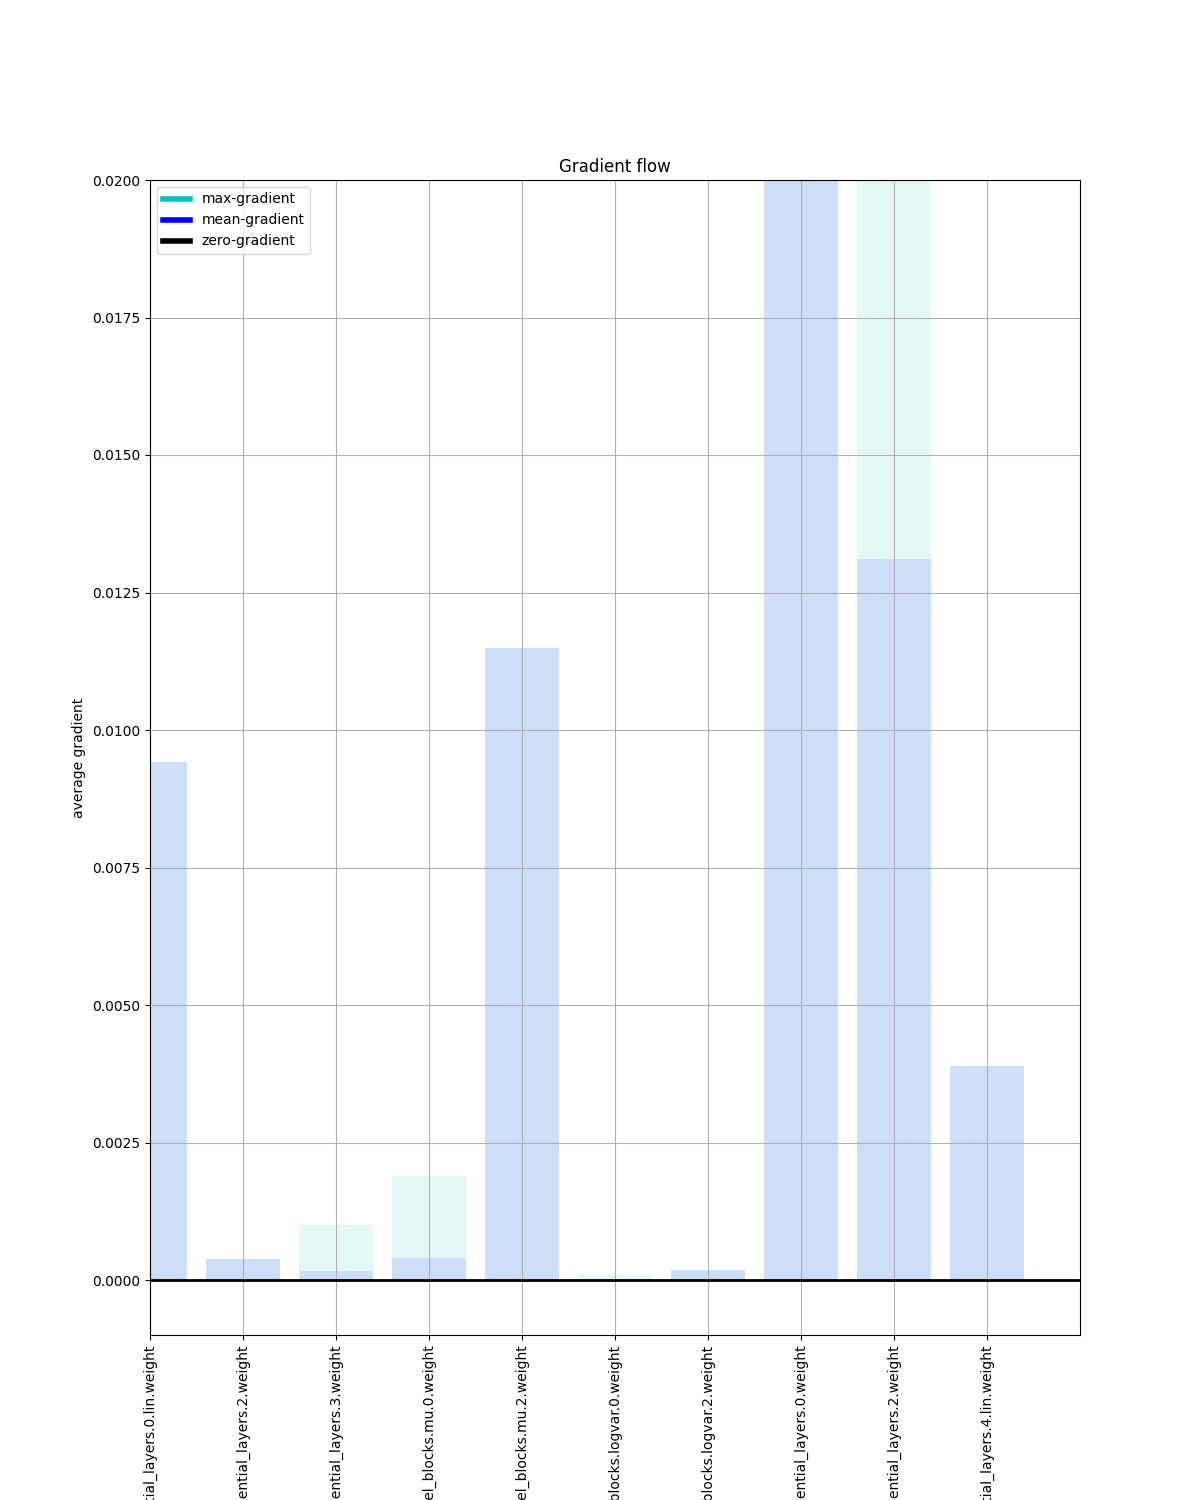 Gradient flow
max-gradient
mean-gradient
zero-gradient
0.0200
0.0175
0.0150
0.0125
0.0100
0.0075
0.0050
0.0025
0.0000
average gradient
tial_layers.0.lin.weight
ential_layers.2.weight
ential_layers.3.weight
el_blocks.mu.0.weight
el_blocks.mu.2.weight
blocks.logvar.0.weight
blocks.logvar.2.weight
ential_layers.0.weight
ential_layers.2.weight
tial_layers.4.lin.weight